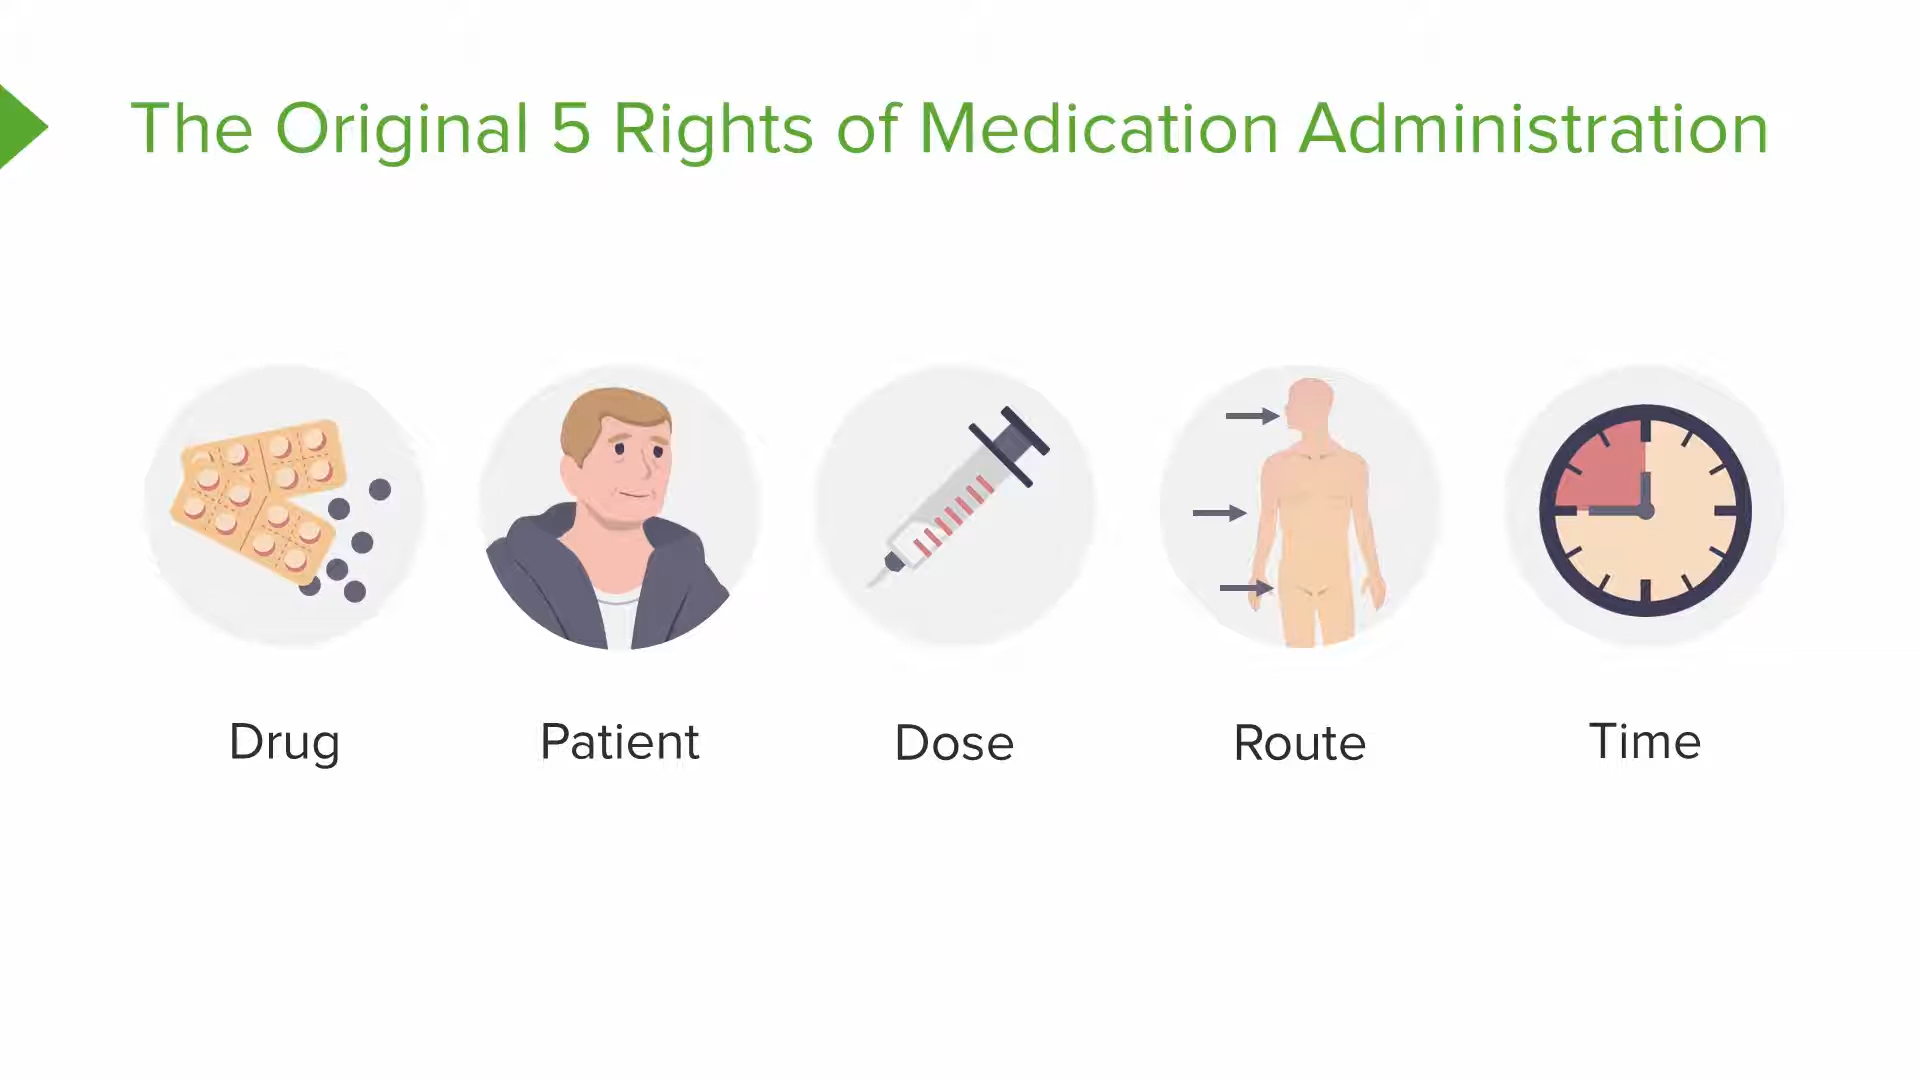 The Original 5 Rights of Medication Administration
Drug
Patient
Dose
Route
Time